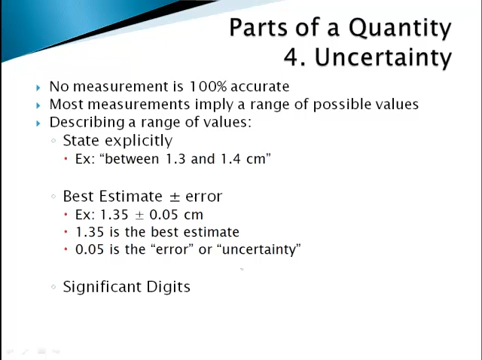 Parts of a Quantity
4. Uncertainty
No measurement is 100% accurate
Most measurements imply a range of possible values
Describing a range of values:
State explicitly
Ex: “between 1.3 and 1.4 cm”
Best Estimate ± error
Ex: 1.35 ± 0.05 cm
1.35 is the best estimate
0.05 is the “error” or “uncertainty”
Significant Digits